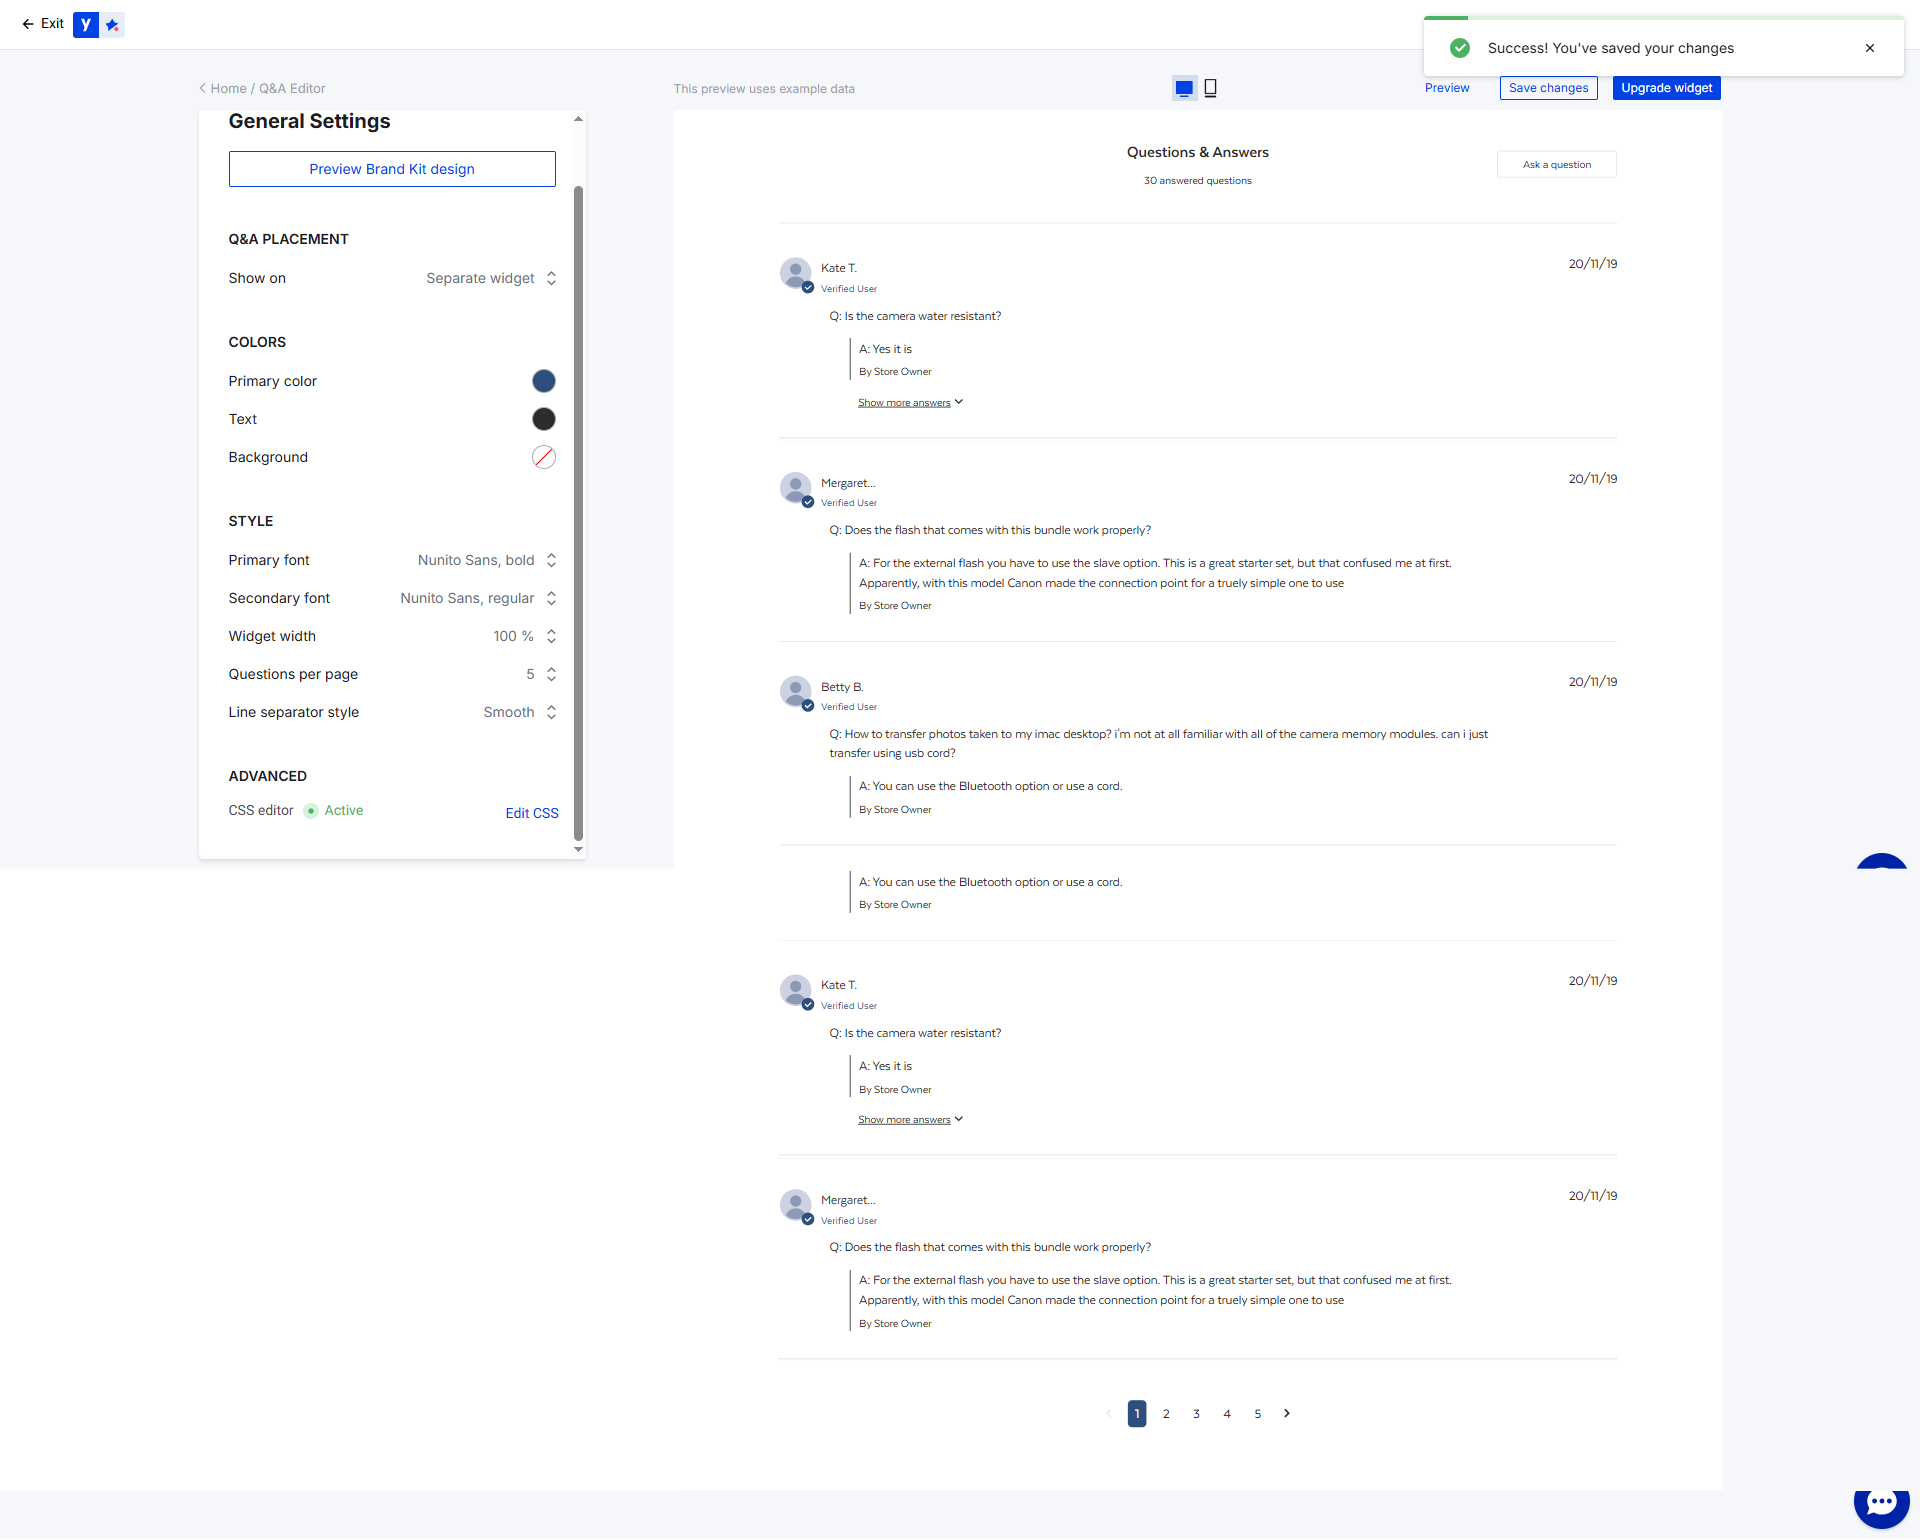 Exit
y
Success! You've saved your changes
Home / Q&A Editor
This preview uses example data
Preview
Save changes
Upgrade widget
General Settings
Preview Brand Kit design
Q&A PLACEMENT
Show on
Separate widget
COLORS
Primary color
Text
Background
STYLE
Primary font
Nunito Sans, bold
Secondary font
Nunito Sans, regular
Widget width
100 %
Questions per page
5
Line separator style
Smooth
ADVANCED
CSS editor
Active
Edit CSS
Questions & Answers
30 answered questions
Ask a question
Kate T.
20/11/19
Verified User
Q: Is the camera water resistant?
A: Yes it is
By Store Owner
Show more answers
Mergaret...
20/11/19
Verified User
Q: Does the flash that comes with this bundle work properly?
A: For the external flash you have to use the slave option. This is a great starter set, but that confused me at first.
Apparently, with this model Canon made the connection point for a truely simple one to use
By Store Owner
Betty B.
20/11/19
Verified User
Q: How to transfer photos taken to my imac desktop? i'm not at all familiar with all of the camera memory modules. can i just
transfer using usb cord?
A: You can use the Bluetooth option or use a cord.
By Store Owner
A: You can use the Bluetooth option or use a cord.
By Store Owner
Kate T.
20/11/19
Verified User
Q: Is the camera water resistant?
A: Yes it is
By Store Owner
Show more answers
Mergaret...
20/11/19
Verified User
Q: Does the flash that comes with this bundle work properly?
A: For the external flash you have to use the slave option. This is a great starter set, but that confused me at first.
Apparently, with this model Canon made the connection point for a truely simple one to use
By Store Owner
1 2 3 4 5